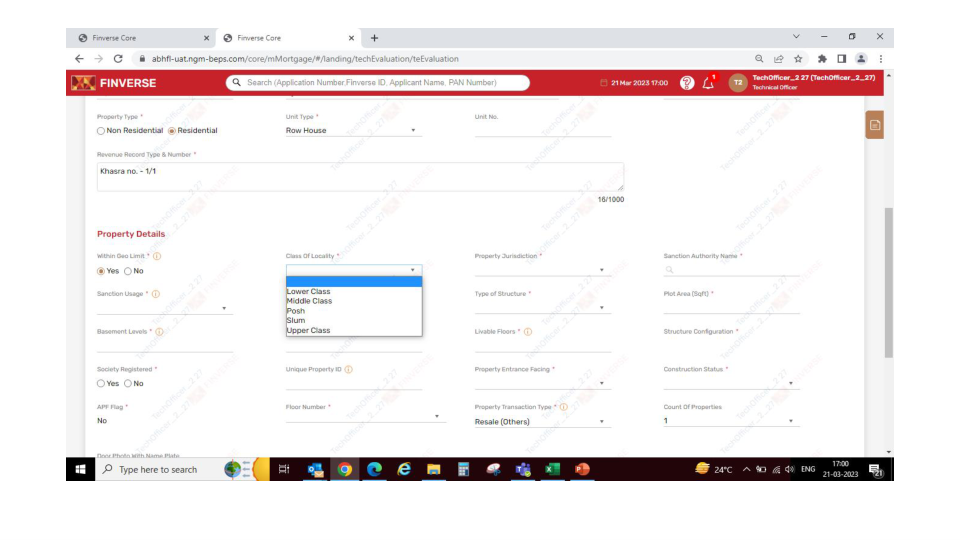 Finverse Core
Finverse Core
abhfl-uat.ngm-beps.com/core/mMortgage/#/landing/techEvaluation/teEvaluation
FINVERSE
Search (Application Number,Finverse ID, Applicant Name, PAN Number)
21 Mar 2023 17:00
1
T2
TechOfficer_2 27 (TechOfficer_2_27)
Technical Officer
Property Type *
Unit Type *
Unit No.
Non Residential Residential
Row House
Revenue Record Type & Number *
Khasra no. - 1/1
16/1000
Property Details
Within Geo Limit *
Class Of Locality *
Property Jurisdiction *
Sanction Authority Name *
Yes No
Lower Class
Middle Class
Posh
Slum
Upper Class
Sanction Usage *
Type of Structure *
Plot Area (Sqft) *
Basement Levels *
Livable Floors *
Structure Configuration *
Society Registered *
Unique Property ID
Property Entrance Facing *
Construction Status *
Yes No
APF Flag *
Floor Number *
Property Transaction Type *
Count Of Properties
No
Resale (Others)
1
Door Photo With Name Plate
Type here to search
24°C
ENG
17:00
21-03-2023
21